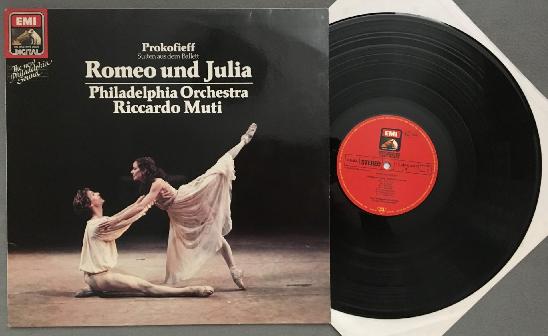 EMI
DIGITAL
The new
Philadelphia
Sound
Prokofieff
Suiten aus dem Ballett
Romeo und Julia
Philadelphia Orchestra
Riccardo Muti
EMI
STEREO